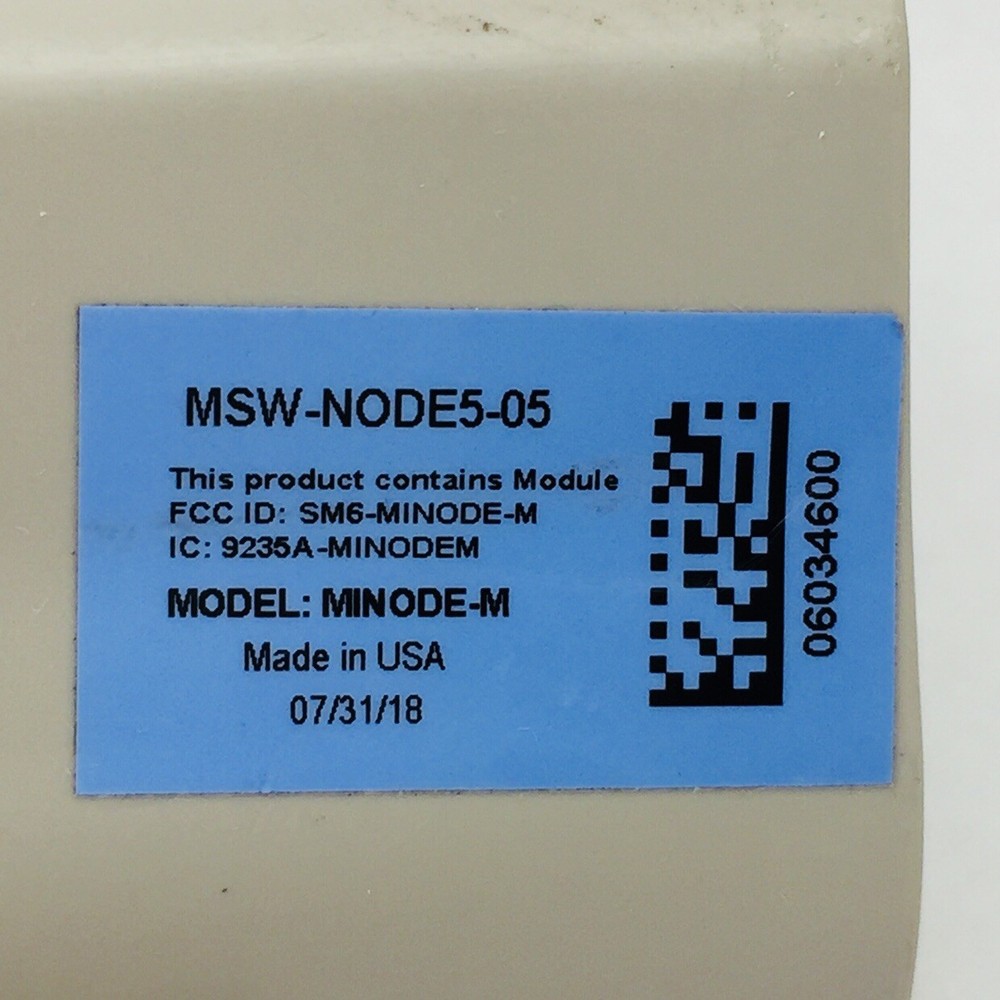 MSW-NODE5-05
This product contains Module
FCC ID: SM6-MINODE-M
IC: 9235A-MINODEM
MODEL: MINODE-M
Made in USA
07/31/18
06034600